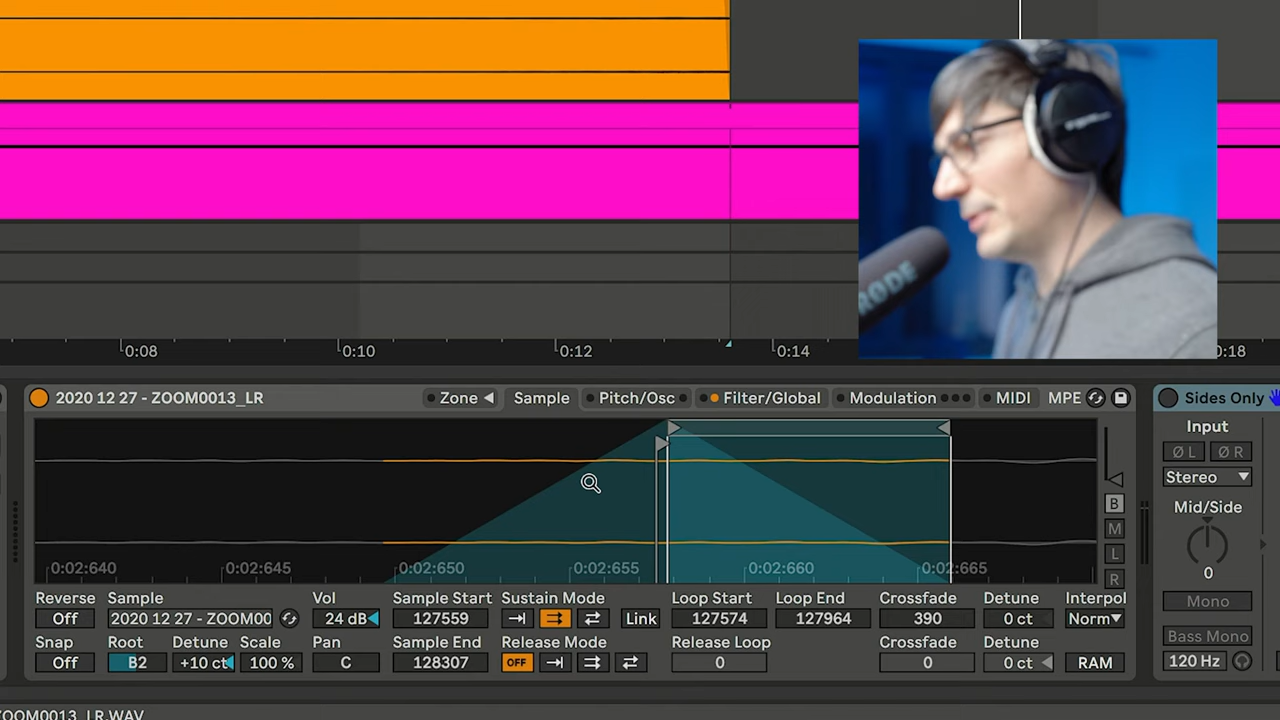 0:08 0:10 0:12 0:14 0:18
RØDE
2020 12 27 - ZOOM0013_LR Zone Sample Pitch/Osc Filter/Global Modulation MIDI MPE Sides Only
Input
Ø L Ø R
Stereo
Mid/Side
0
Mono
Bass Mono
120 Hz
B
M
L
R
0:02:640 0:02:645 0:02:650 0:02:655 0:02:660 0:02:665
Reverse Sample Vol Sample Start Sustain Mode Loop Start Loop End Crossfade Detune Interpol
Off 2020 12 27 - ZOOM00 24 dB 127559 Link 127574 127964 390 0 ct Norm
Snap Root Detune Scale Pan Sample End Release Mode Release Loop Crossfade Detune
Off B2 +10 ct 100 % C 128307 OFF 0 0 0 ct RAM
ZOOM0013_LR.WAV